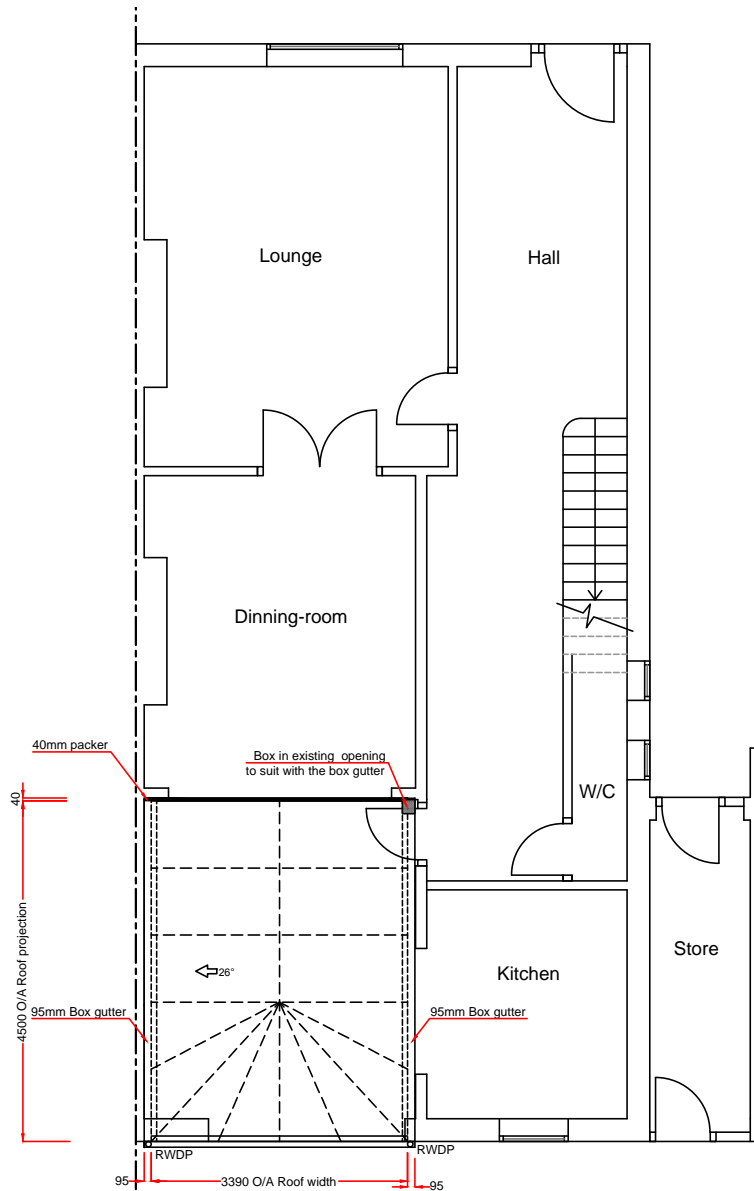 Lounge
Hall
Dinning-room
40mm packer
Box in existing opening
to suit with the box gutter
40
W/C
4500 O/A Roof projection
26°
Kitchen
Store
95mm Box gutter
95mm Box gutter
RWDP
RWDP
95
3390 O/A Roof width
95